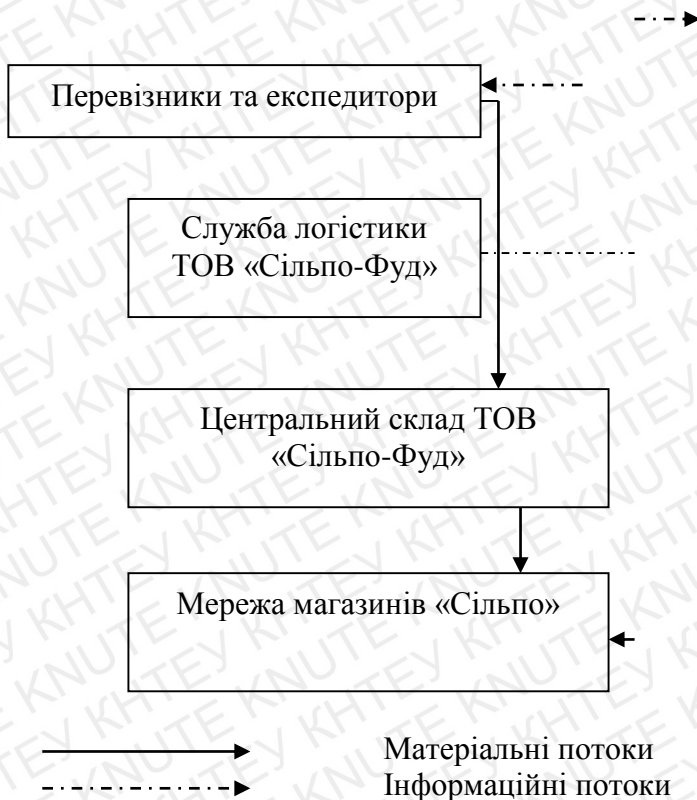 Перевізники та експедитори
Служба логістики
ТОВ «Сільпо-Фуд»
Центральний склад ТОВ
«Сільпо-Фуд»
Мережа магазинів «Сільпо»
Матеріальні потоки
Інформаційні потоки